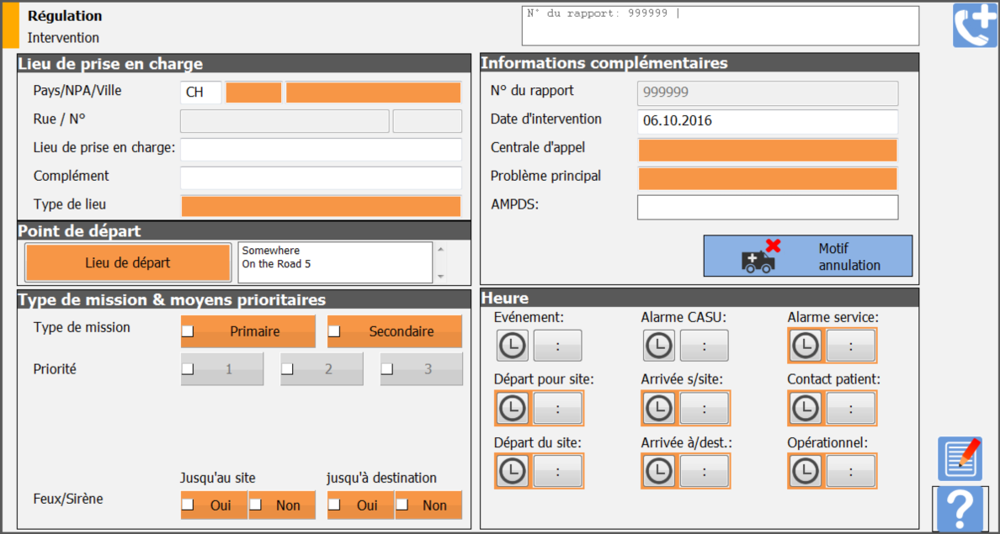 Régulation
Intervention
N° du rapport: 999999 |
Lieu de prise en charge
Pays/NPA/Ville CH
Rue / N°
Lieu de prise en charge:
Complément
Type de lieu
Point de départ
Lieu de départ
Somewhere
On the Road 5
Type de mission & moyens prioritaires
Type de mission Primaire Secondaire
Priorité 1 2 3
Jusqu'au site jusqu'à destination
Feux/Sirène Oui Non Oui Non
Informations complémentaires
N° du rapport 999999
Date d'intervention 06.10.2016
Centrale d'appel
Problème principal
AMPDS:
Motif
annulation
Heure
Evénement: Alarme CASU: Alarme service:
: : :
Départ pour site: Arrivée s/site: Contact patient:
: : :
Départ du site: Arrivée à/dest.: Opérationnel:
: : :
?